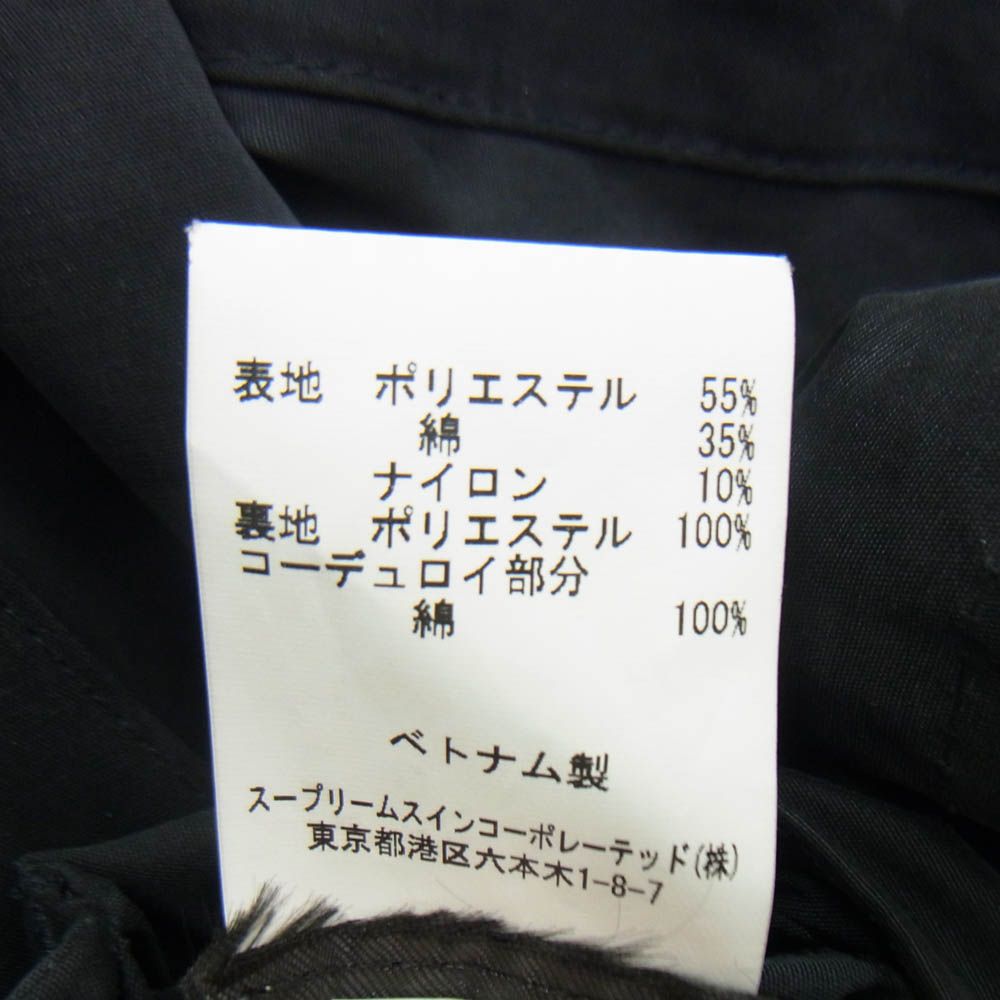 表地 ポリエステル 55%
綿 35%
ナイロン 10%
裏地 ポリエステル 100%
コーデュロイ部分
綿 100%
ベトナム製
スープリームスインコーポレーテッド(株)
東京都港区六本木1-8-7